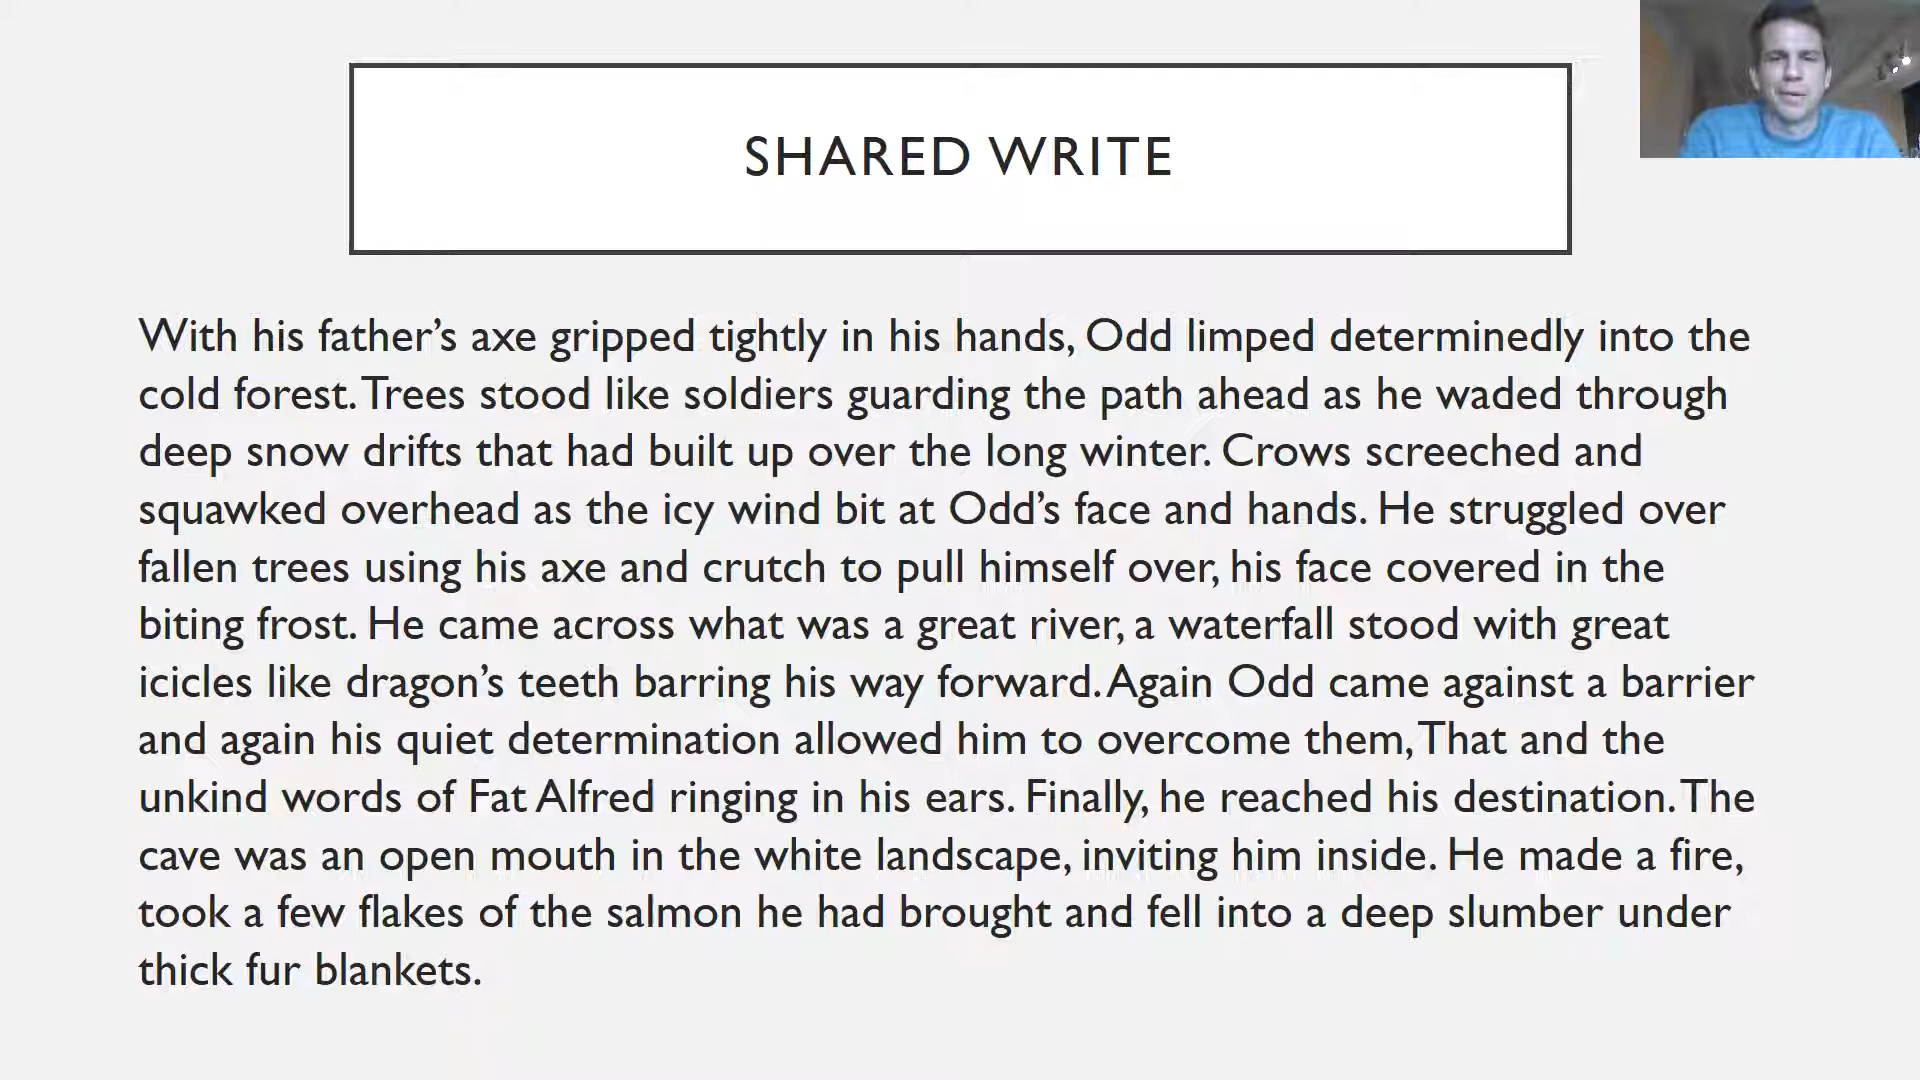 SHARED WRITE
With his father’s axe gripped tightly in his hands, Odd limped determinedly into the
cold forest. Trees stood like soldiers guarding the path ahead as he waded through
deep snow drifts that had built up over the long winter. Crows screeched and
squawked overhead as the icy wind bit at Odd’s face and hands. He struggled over
fallen trees using his axe and crutch to pull himself over, his face covered in the
biting frost. He came across what was a great river, a waterfall stood with great
icicles like dragon’s teeth barring his way forward. Again Odd came against a barrier
and again his quiet determination allowed him to overcome them, That and the
unkind words of Fat Alfred ringing in his ears. Finally, he reached his destination. The
cave was an open mouth in the white landscape, inviting him inside. He made a fire,
took a few flakes of the salmon he had brought and fell into a deep slumber under
thick fur blankets.